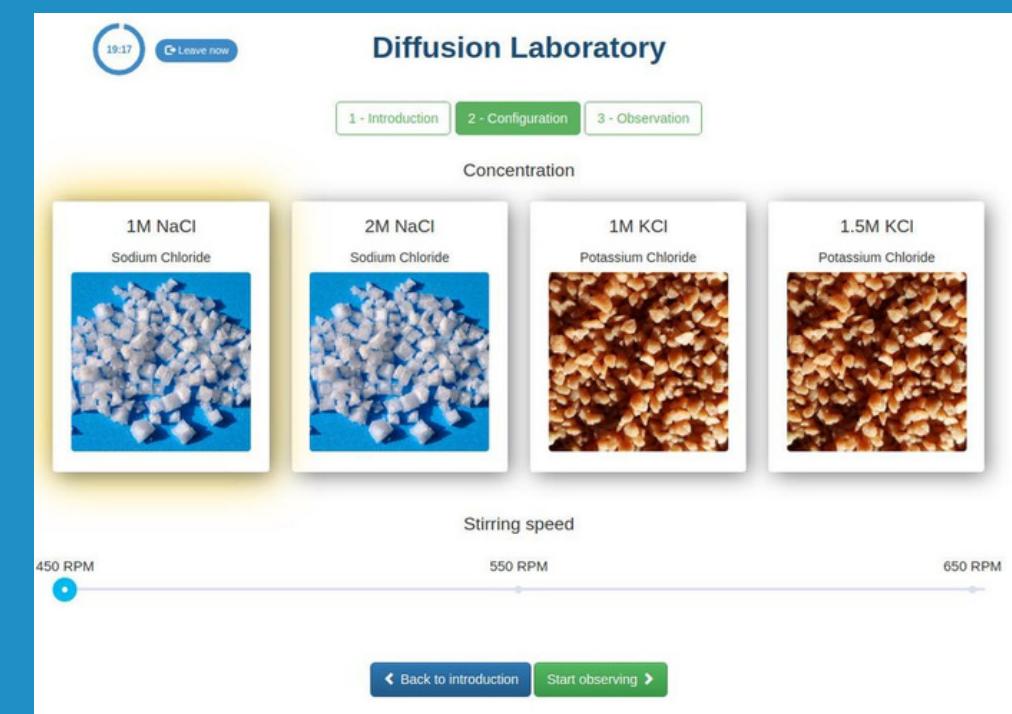 19:17 Leave now Diffusion Laboratory
1 - Introduction 2 - Configuration 3 - Observation
Concentration
1M NaCl 2M NaCl 1M KCl 1.5M KCl
Sodium Chloride Sodium Chloride Potassium Chloride Potassium Chloride
Stirring speed
450 RPM 550 RPM 650 RPM
Back to introduction Start observing